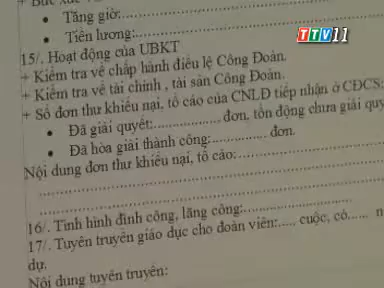 TTV11
• Tăng giờ:
• Tiền lương:
15/. Hoạt động của UBKT
+ Kiểm tra về chấp hành điều lệ Công Đoàn.
+ Kiểm tra về tài chính , tài sản Công Đoàn.
+ Số đơn thư khiếu nại, tố cáo của CNLĐ tiếp nhận ở CĐCS:
• Đã giải quyết:................. đơn, tồn động chưa giải quy
• Đã hòa giải thành công:.............. đơn.
Nội dung đơn thư khiếu nại, tố cáo:
16/. Tình hình đình công, lãng công:
17/. Tuyên truyền giáo dục cho đoàn viên:..... cuộc, có...... n
dự.
Nội dung tuyên truyền: